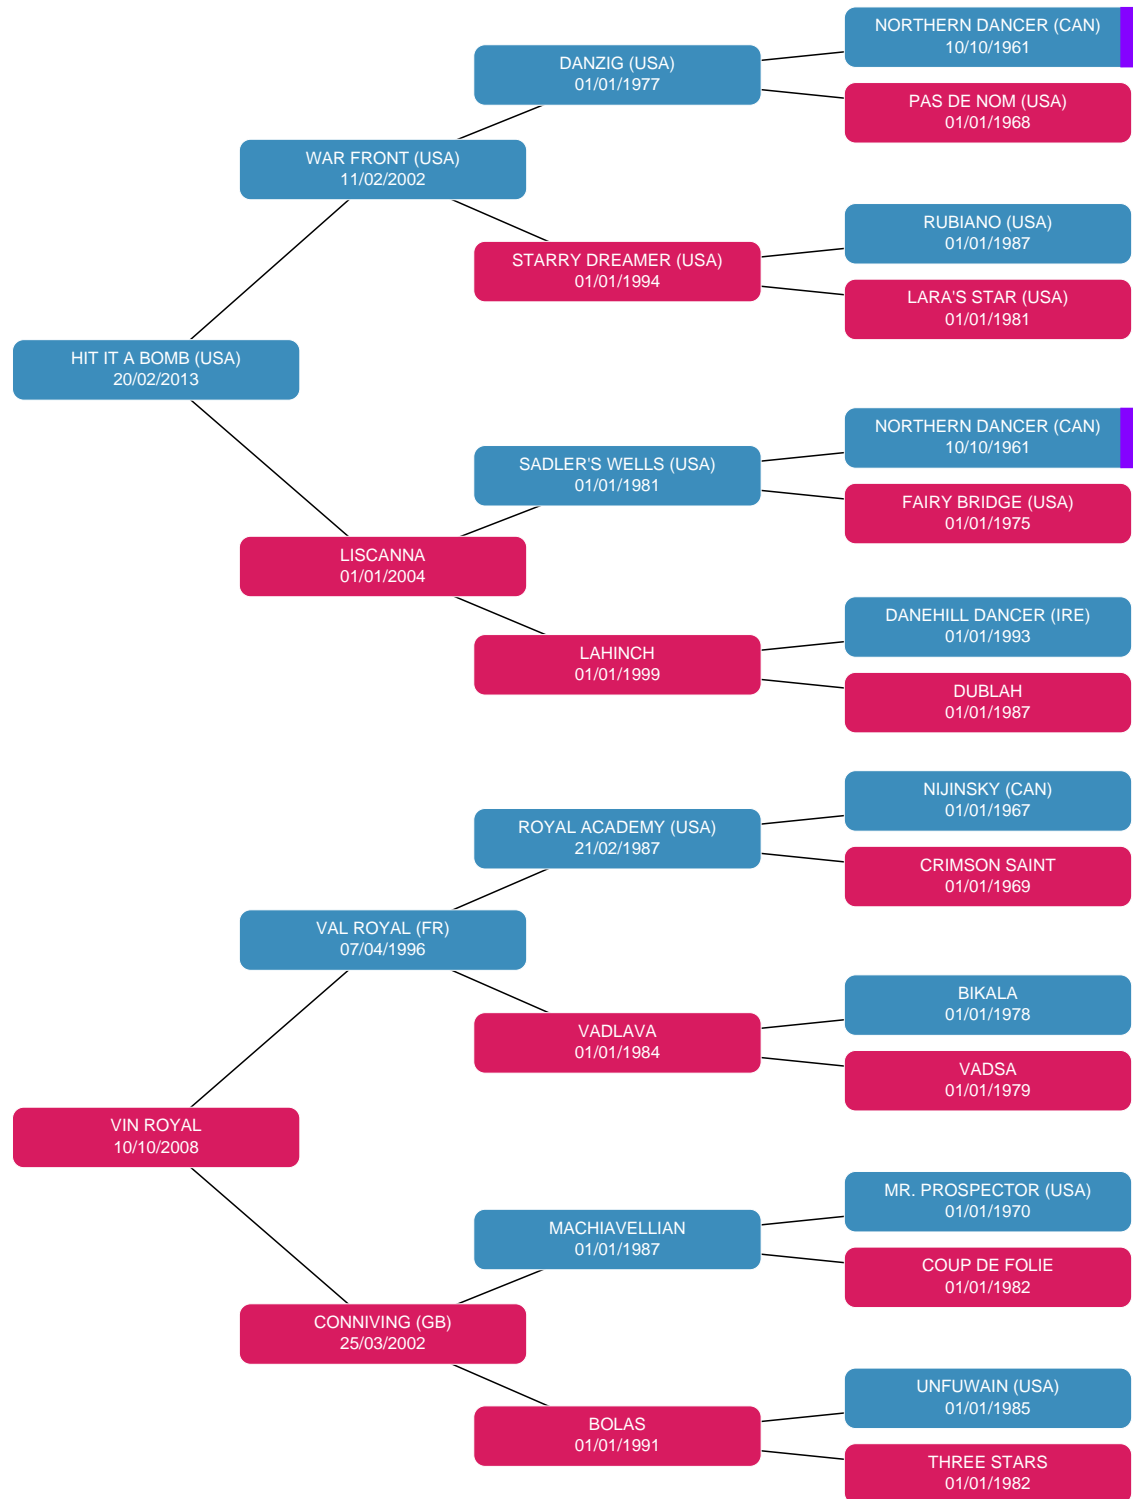 NORTHERN DANCER (CAN)
10/10/1961
DANZIG (USA)
01/01/1977
PAS DE NOM (USA)
01/01/1968
WAR FRONT (USA)
11/02/2002
RUBIANO (USA)
01/01/1987
STARRY DREAMER (USA)
01/01/1994
LARA'S STAR (USA)
01/01/1981
HIT IT A BOMB (USA)
20/02/2013
NORTHERN DANCER (CAN)
10/10/1961
SADLER'S WELLS (USA)
01/01/1981
FAIRY BRIDGE (USA)
01/01/1975
LISCANNA
01/01/2004
DANEHILL DANCER (IRE)
01/01/1993
LAHINCH
01/01/1999
DUBLAH
01/01/1987
NIJINSKY (CAN)
01/01/1967
ROYAL ACADEMY (USA)
21/02/1987
CRIMSON SAINT
01/01/1969
VAL ROYAL (FR)
07/04/1996
BIKALA
01/01/1978
VADLAVA
01/01/1984
VADSA
01/01/1979
VIN ROYAL
10/10/2008
MR. PROSPECTOR (USA)
01/01/1970
MACHIAVELLIAN
01/01/1987
COUP DE FOLIE
01/01/1982
CONNIVING (GB)
25/03/2002
UNFUWAIN (USA)
01/01/1985
BOLAS
01/01/1991
THREE STARS
01/01/1982